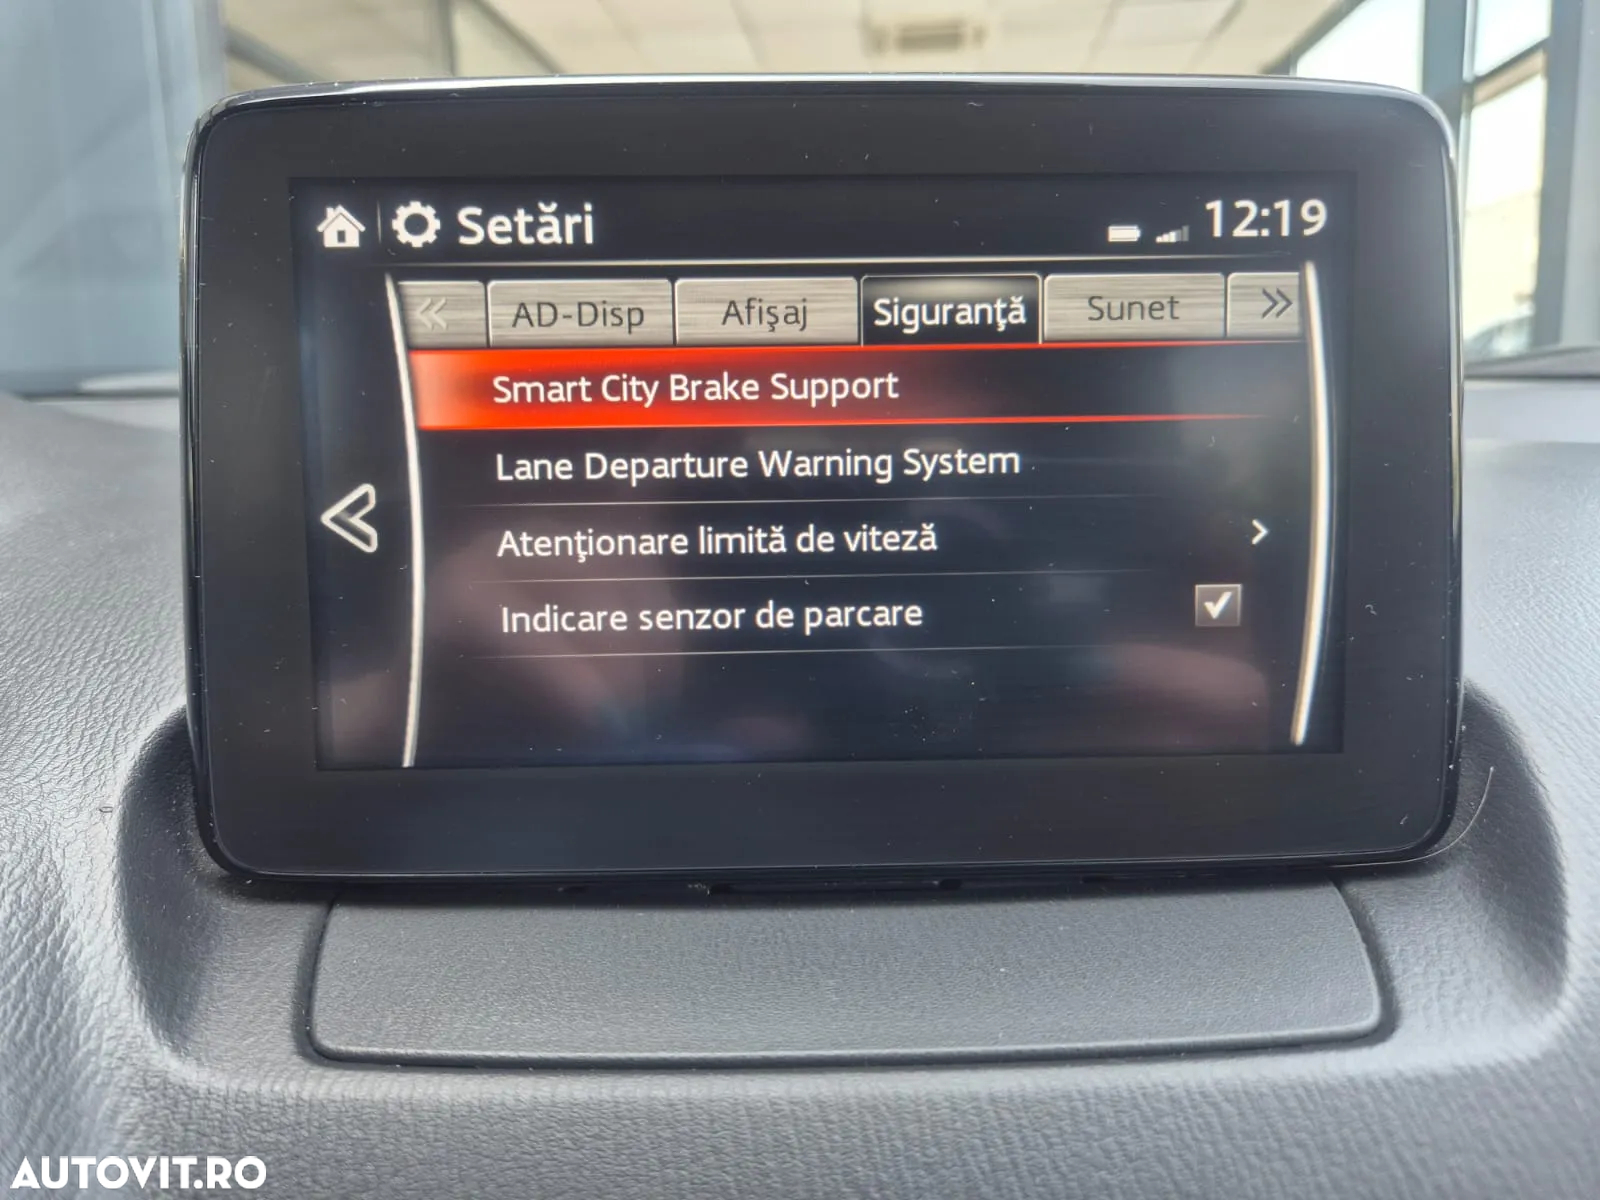 Setări
12:19
AD-Disp
Afişaj
Siguranţă
Sunet
Smart City Brake Support
Lane Departure Warning System
Atenţionare limită de viteză
Indicare senzor de parcare
AUTOVIT.RO